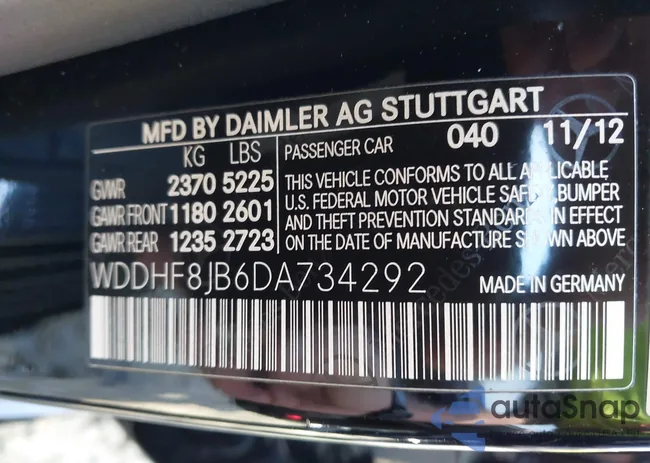 MFD BY DAIMLER AG STUTTGART
KG LBS
GVWR 2370 5225
GAWR FRONT 1180 2601
GAWR REAR 1235 2723
PASSENGER CAR 040 11/12
THIS VEHICLE CONFORMS TO ALL APPLICABLE
U.S. FEDERAL MOTOR VEHICLE SAFETY, BUMPER
AND THEFT PREVENTION STANDARDS IN EFFECT
ON THE DATE OF MANUFACTURE SHOWN ABOVE
WDDHF8JB6DA734292
MADE IN GERMANY
autoSnap